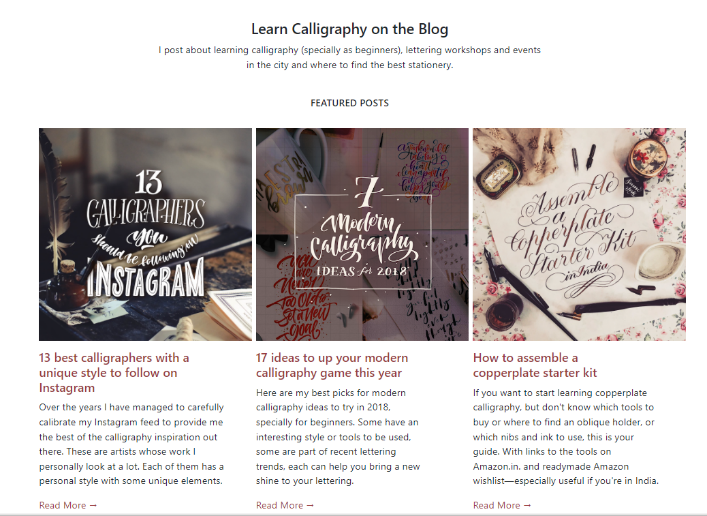 Learn Calligraphy on the Blog
I post about learning calligraphy (specially as beginners), lettering workshops and events
in the city and where to find the best stationery.
FEATURED POSTS
13
CALLIGRAPHERS
you
should be following on
INSTAGRAM
7
Modern
Calligraphy
IDEAS for 2018
Assemble
a
copperplate
Starter Kit
in India
13 best calligraphers with a
unique style to follow on
Instagram
Over the years I have managed to carefully
calibrate my Instagram feed to provide me
the best of the calligraphy inspiration out
there. These are artists whose work I
personally look at a lot. Each of them has a
personal style with some unique elements.
Read More →
17 ideas to up your modern
calligraphy game this year
Here are my best picks for modern
calligraphy ideas to try in 2018,
specially for beginners. Some have an
interesting style or tools to be used,
some are part of recent lettering
trends, each can help you bring a new
shine to your lettering.
Read More →
How to assemble a
copperplate starter kit
If you want to start learning copperplate
calligraphy, but don't know which tools to
buy or where to find an oblique holder, or
which nibs and ink to use, this is your
guide. With links to the tools on
Amazon.in, and readymade Amazon
wishlist—especially useful if you're in India.
Read More →